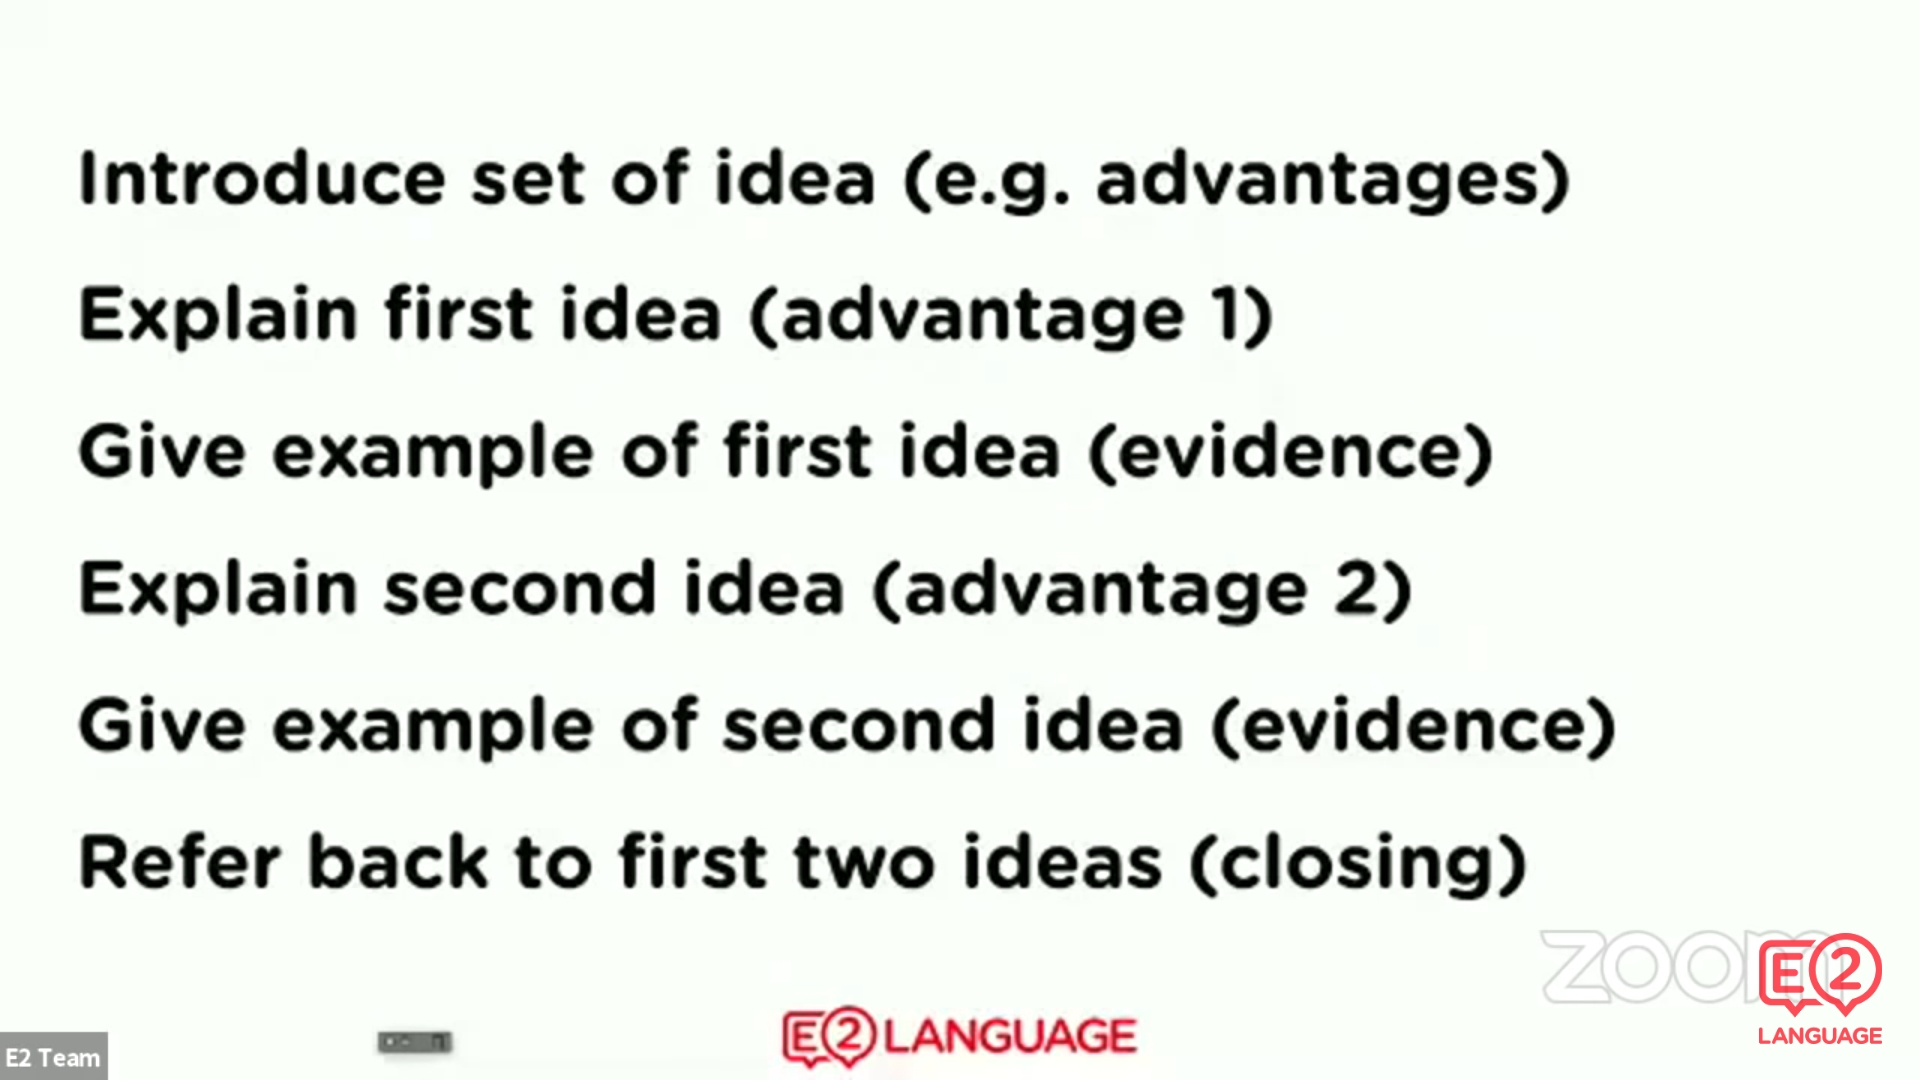 Introduce set of idea (e.g. advantages)
Explain first idea (advantage 1)
Give example of first idea (evidence)
Explain second idea (advantage 2)
Give example of second idea (evidence)
Refer back to first two ideas (closing)
zoom
E2
LANGUAGE
E2 LANGUAGE
E2 Team